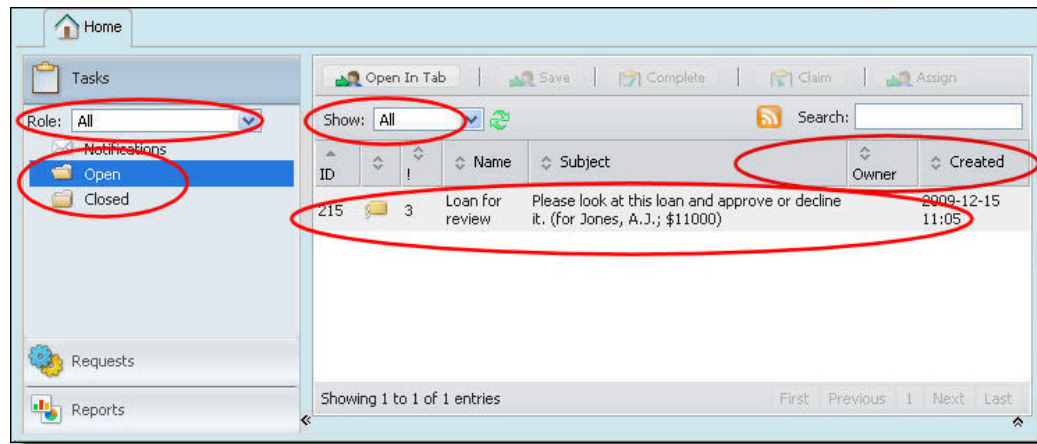 Home
Tasks
Role: All
Notifications
Open
Closed
Requests
Reports
Open In Tab | Save | Complete | Claim | Assign
Show: All Search:
ID ! Name Subject Owner Created
215 3 Loan for review Please look at this loan and approve or decline it. (for Jones, A.J.; $11000) 2009-12-15 11:05
Showing 1 to 1 of 1 entries First Previous 1 Next Last